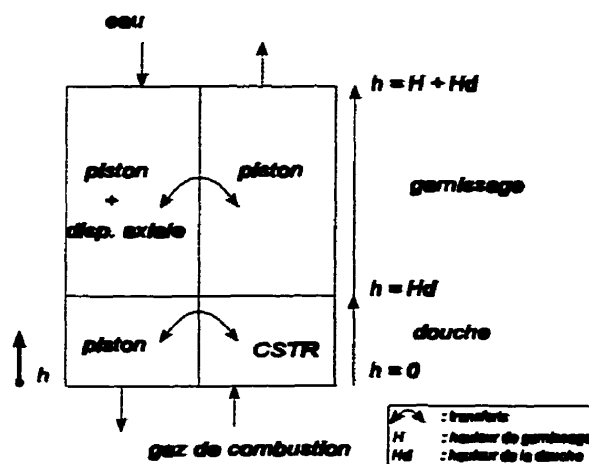 eau
h = H + Hd
piston
+
disp. axiale
piston
garnissage
h = Hd
piston
CSTR
douche
h
h = 0
gaz de combustion
: transferts
H : hauteur de garnissage
Hd : hauteur de la douche